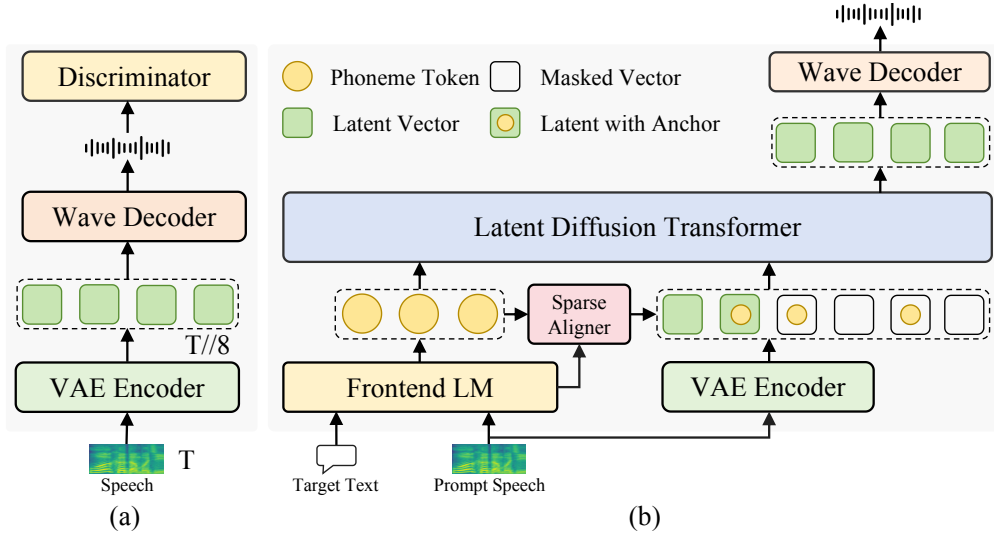 Discriminator
Wave Decoder
T//8
VAE Encoder
T
Speech
(a)
Phoneme Token
Masked Vector
Latent Vector
Latent with Anchor
Wave Decoder
Latent Diffusion Transformer
Sparse
Aligner
Frontend LM
VAE Encoder
Target Text
Prompt Speech
(b)